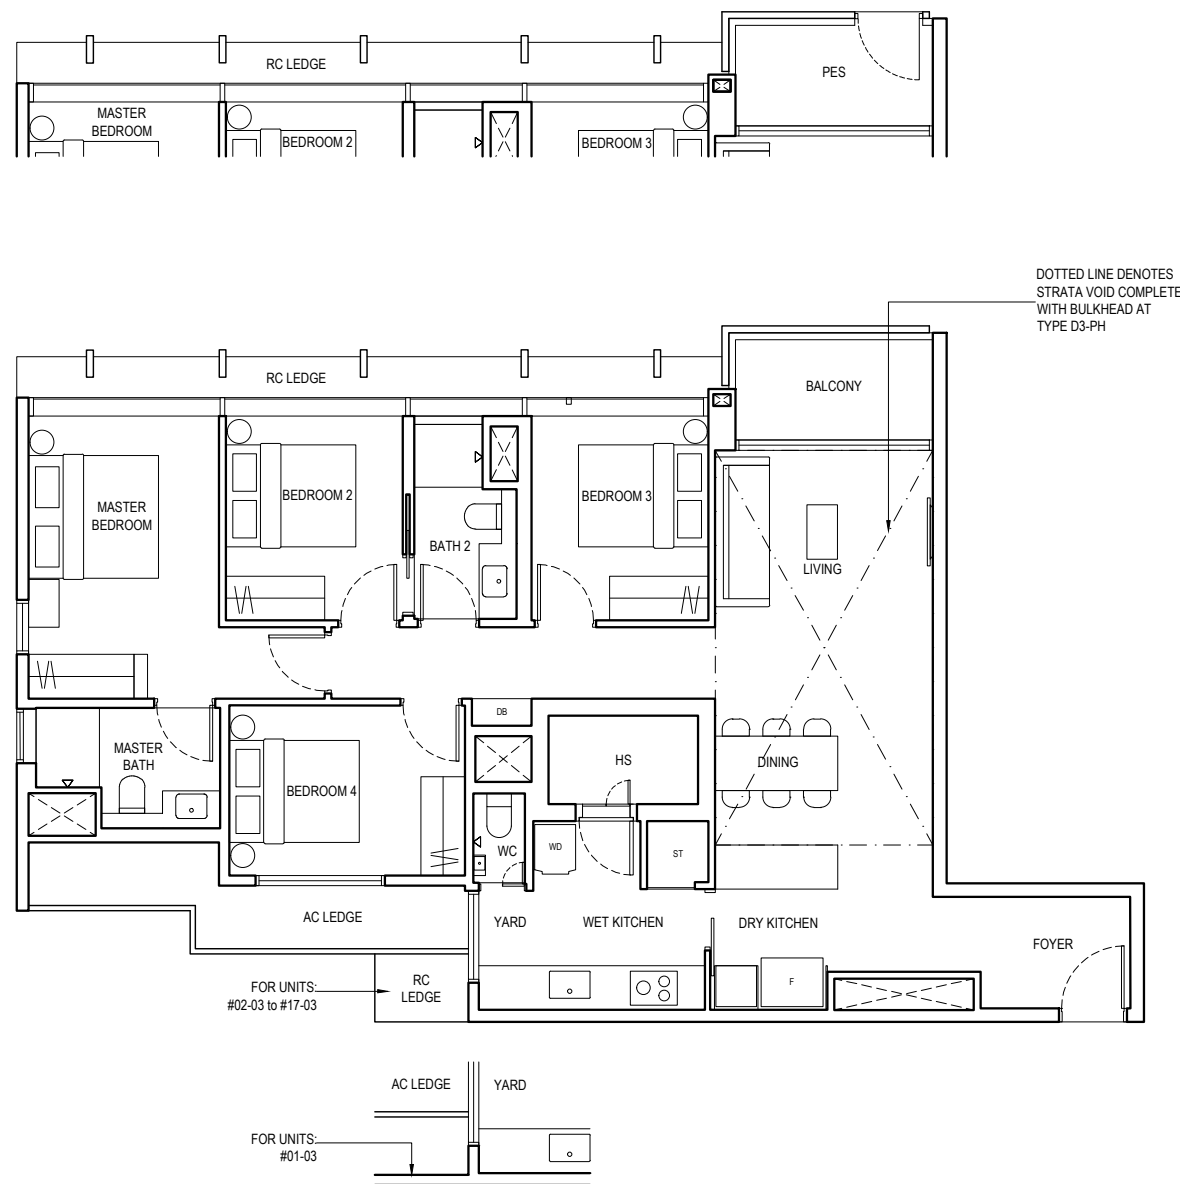 RC LEDGE
PES
MASTER
BEDROOM
BEDROOM 2
BEDROOM 3
DOTTED LINE DENOTES
STRATA VOID COMPLETE
WITH BULKHEAD AT
TYPE D3-PH
RC LEDGE
BALCONY
MASTER
BEDROOM
BEDROOM 2
BATH 2
BEDROOM 3
LIVING
DB
MASTER
BATH
HS
DINING
BEDROOM 4
WC
WD
ST
AC LEDGE
YARD
WET KITCHEN
DRY KITCHEN
FOYER
FOR UNITS:
#02-03 to #17-03
RC
LEDGE
F
AC LEDGE
YARD
FOR UNITS:
#01-03